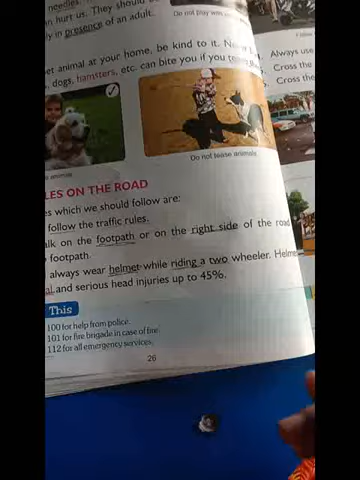 needles. They should
n hurt us.
ly in presence of an adult.
Do not play with
et animal at your home, be kind to it.
, dogs, hamsters, etc. can bite you if you
Always use
Cross the
Cross the
animals
Do not tease animals
LES ON THE ROAD
es which we should follow are:
follow the traffic rules.
alk on the footpath or on the right side of the road
footpath.
always wear helmet while riding a two wheeler. Helme
al and serious head injuries up to 45%.
This
100 for help from police.
101 for fire brigade in case of fire.
112 for all emergency services.
26